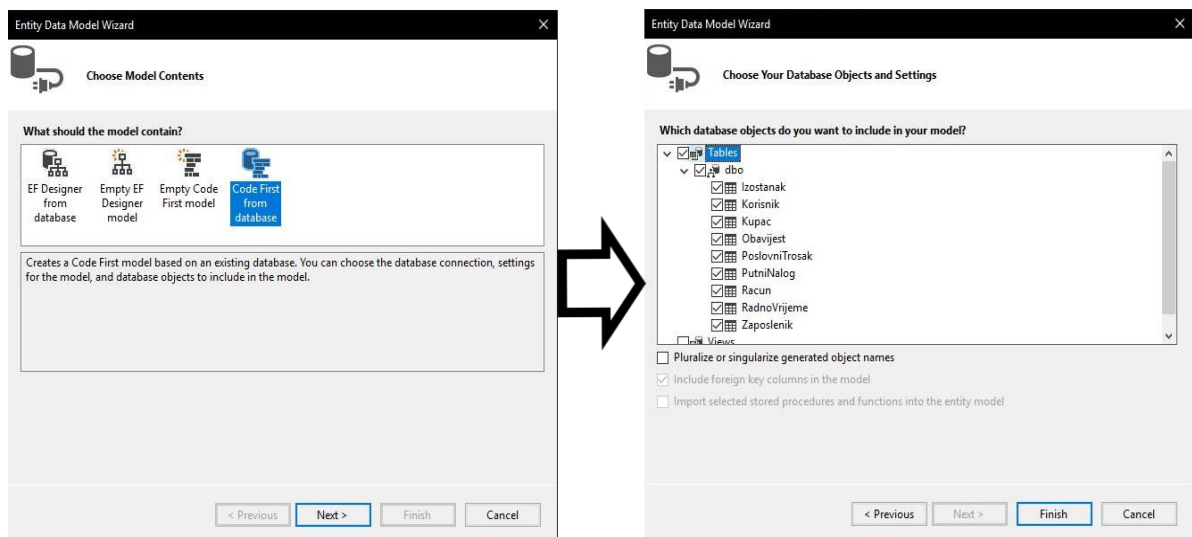 Entity Data Model Wizard
Choose Model Contents
What should the model contain?
EF Designer
from
database
Empty EF
Designer
model
Empty Code
First model
Code First
from
database
Creates a Code First model based on an existing database. You can choose the database connection, settings
for the model, and database objects to include in the model.
< Previous
Next >
Finish
Cancel
Entity Data Model Wizard
Choose Your Database Objects and Settings
Which database objects do you want to include in your model?
Tables
dbo
Izostanak
Korisnik
Kupac
Obavijest
PoslovniTrosak
PutniNalog
Racun
RadnoVrijeme
Zaposlenik
Views
Pluralize or singularize generated object names
Include foreign key columns in the model
Import selected stored procedures and functions into the entity model
< Previous
Next >
Finish
Cancel